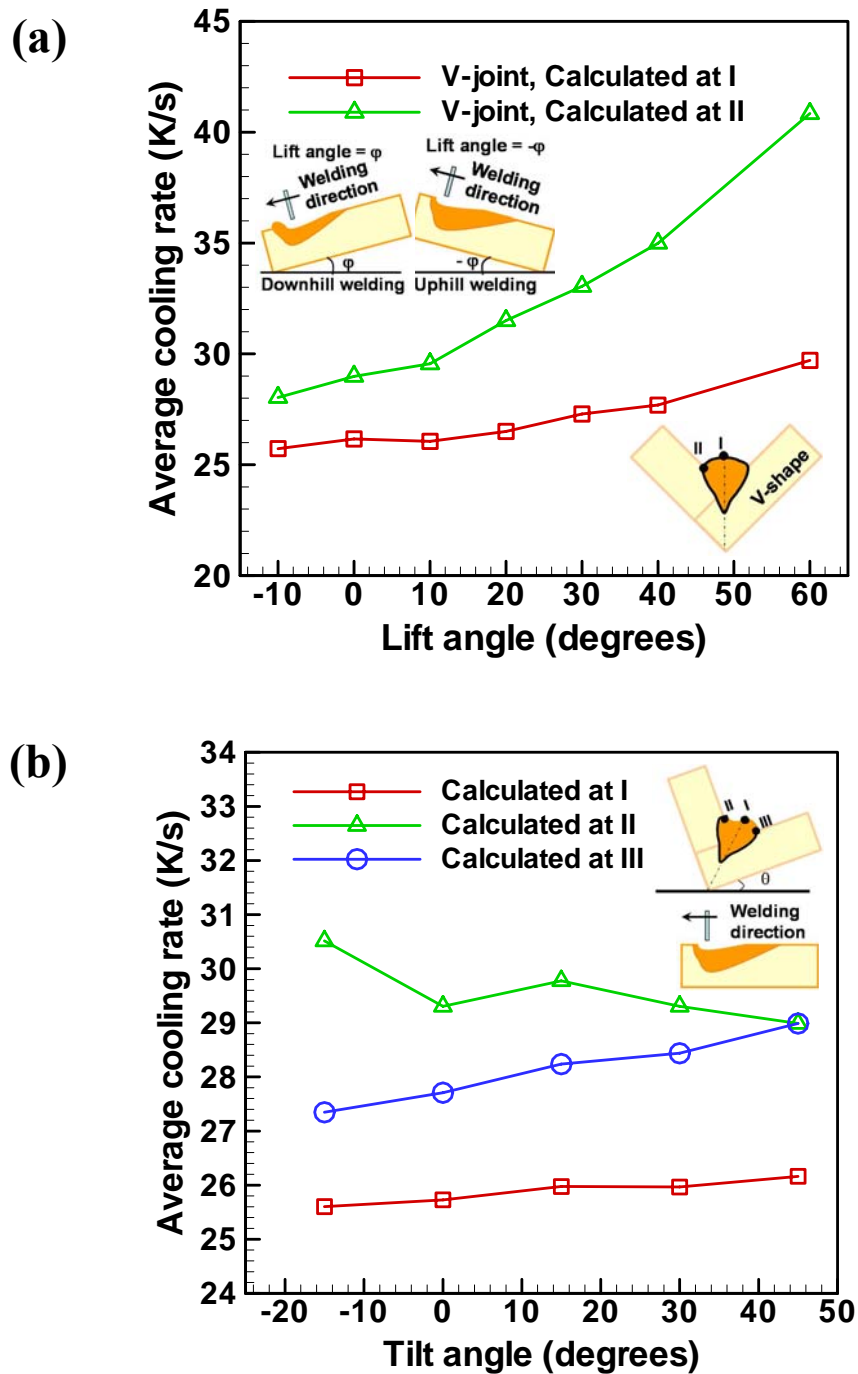 (a)
Average cooling rate (K/s)
45
40
35
30
25
20
V-joint, Calculated at I
V-joint, Calculated at II
Lift angle = φ
Lift angle = -φ
Welding
direction
Welding
direction
φ
- φ
Downhill welding
Uphill welding
I
II
V-shape
-10 0 10 20 30 40 50 60
Lift angle (degrees)
(b)
Average cooling rate (K/s)
34
33
32
31
30
29
28
27
26
25
24
Calculated at I
Calculated at II
Calculated at III
II I III
θ
Welding
direction
-20 -10 0 10 20 30 40 50
Tilt angle (degrees)